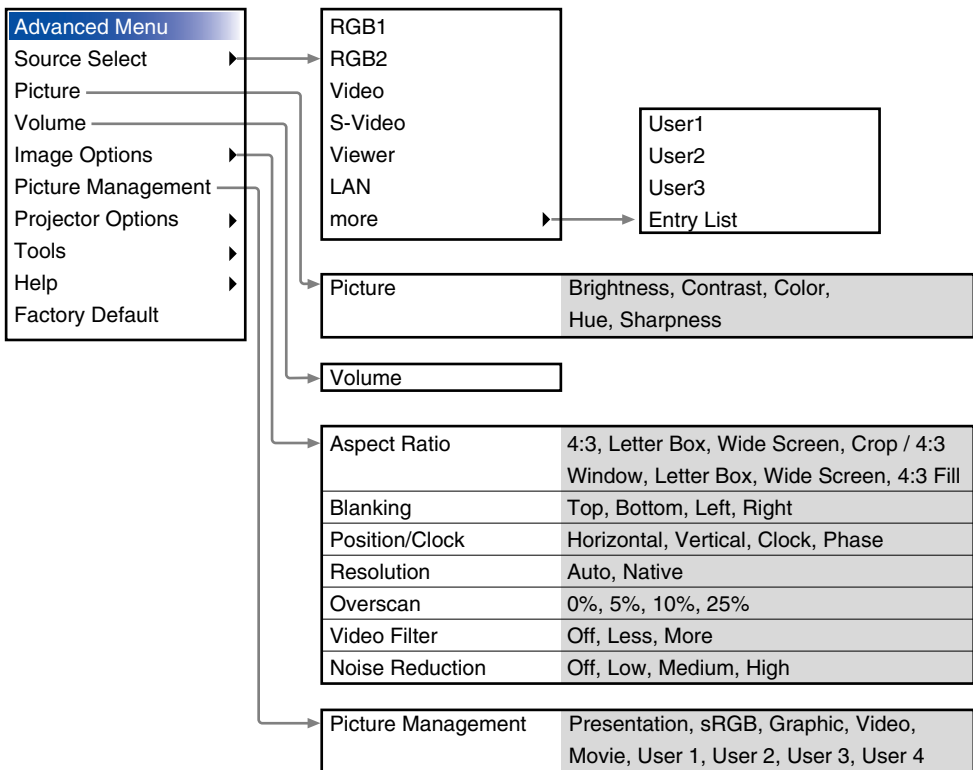 Advanced Menu
Source Select
Picture
Volume
Image Options
Picture Management
Projector Options
Tools
Help
Factory Default
RGB1
RGB2
Video
S-Video
Viewer
LAN
more
User1
User2
User3
Entry List
Picture
Brightness, Contrast, Color,
Hue, Sharpness
Volume
Aspect Ratio
4:3, Letter Box, Wide Screen, Crop / 4:3
Window, Letter Box, Wide Screen, 4:3 Fill
Blanking
Top, Bottom, Left, Right
Position/Clock
Horizontal, Vertical, Clock, Phase
Resolution
Auto, Native
Overscan
0%, 5%, 10%, 25%
Video Filter
Off, Less, More
Noise Reduction
Off, Low, Medium, High
Picture Management
Presentation, sRGB, Graphic, Video,
Movie, User 1, User 2, User 3, User 4